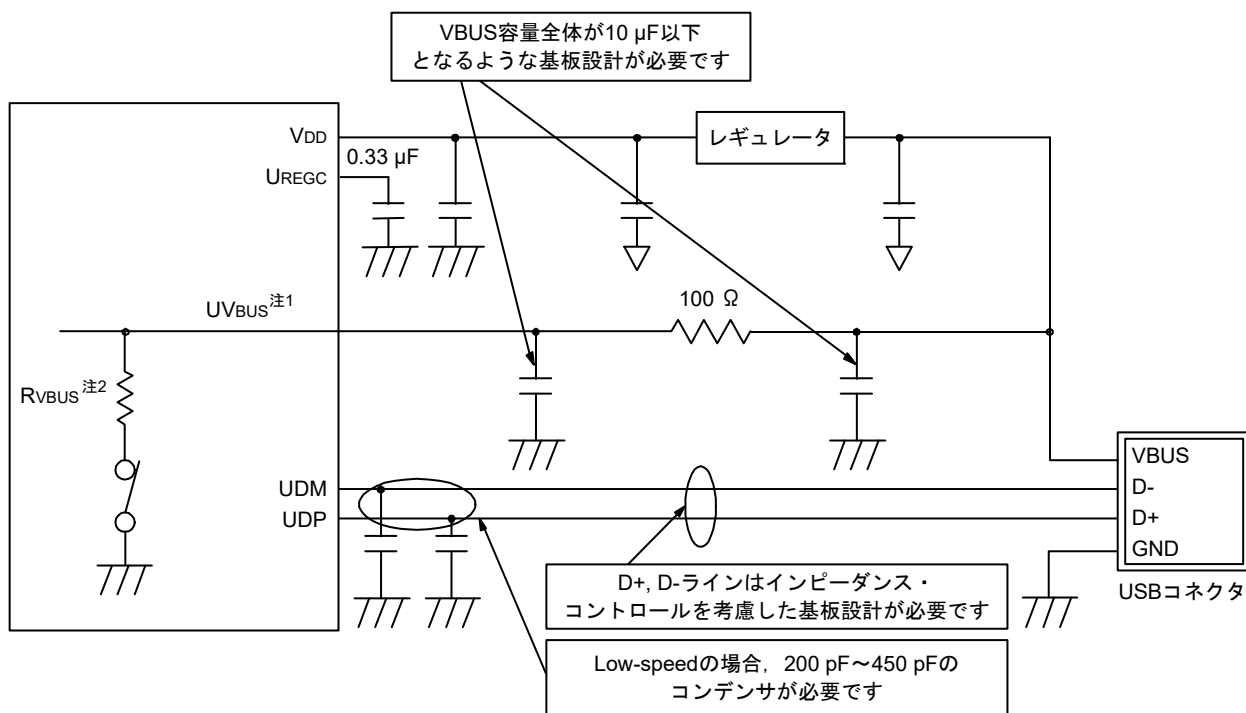 VBUS容量全体が10 µF以下
となるような基板設計が必要です
VDD
レギュレータ
0.33 µF
UREGC
100 Ω
UVBUS注1
RVBUS注2
VBUS
UDM
D-
UDP
D+
GND
USBコネクタ
D+, D-ラインはインピーダンス・
コントロールを考慮した基板設計が必要です
Low-speedの場合，200 pF～450 pFの
コンデンサが必要です